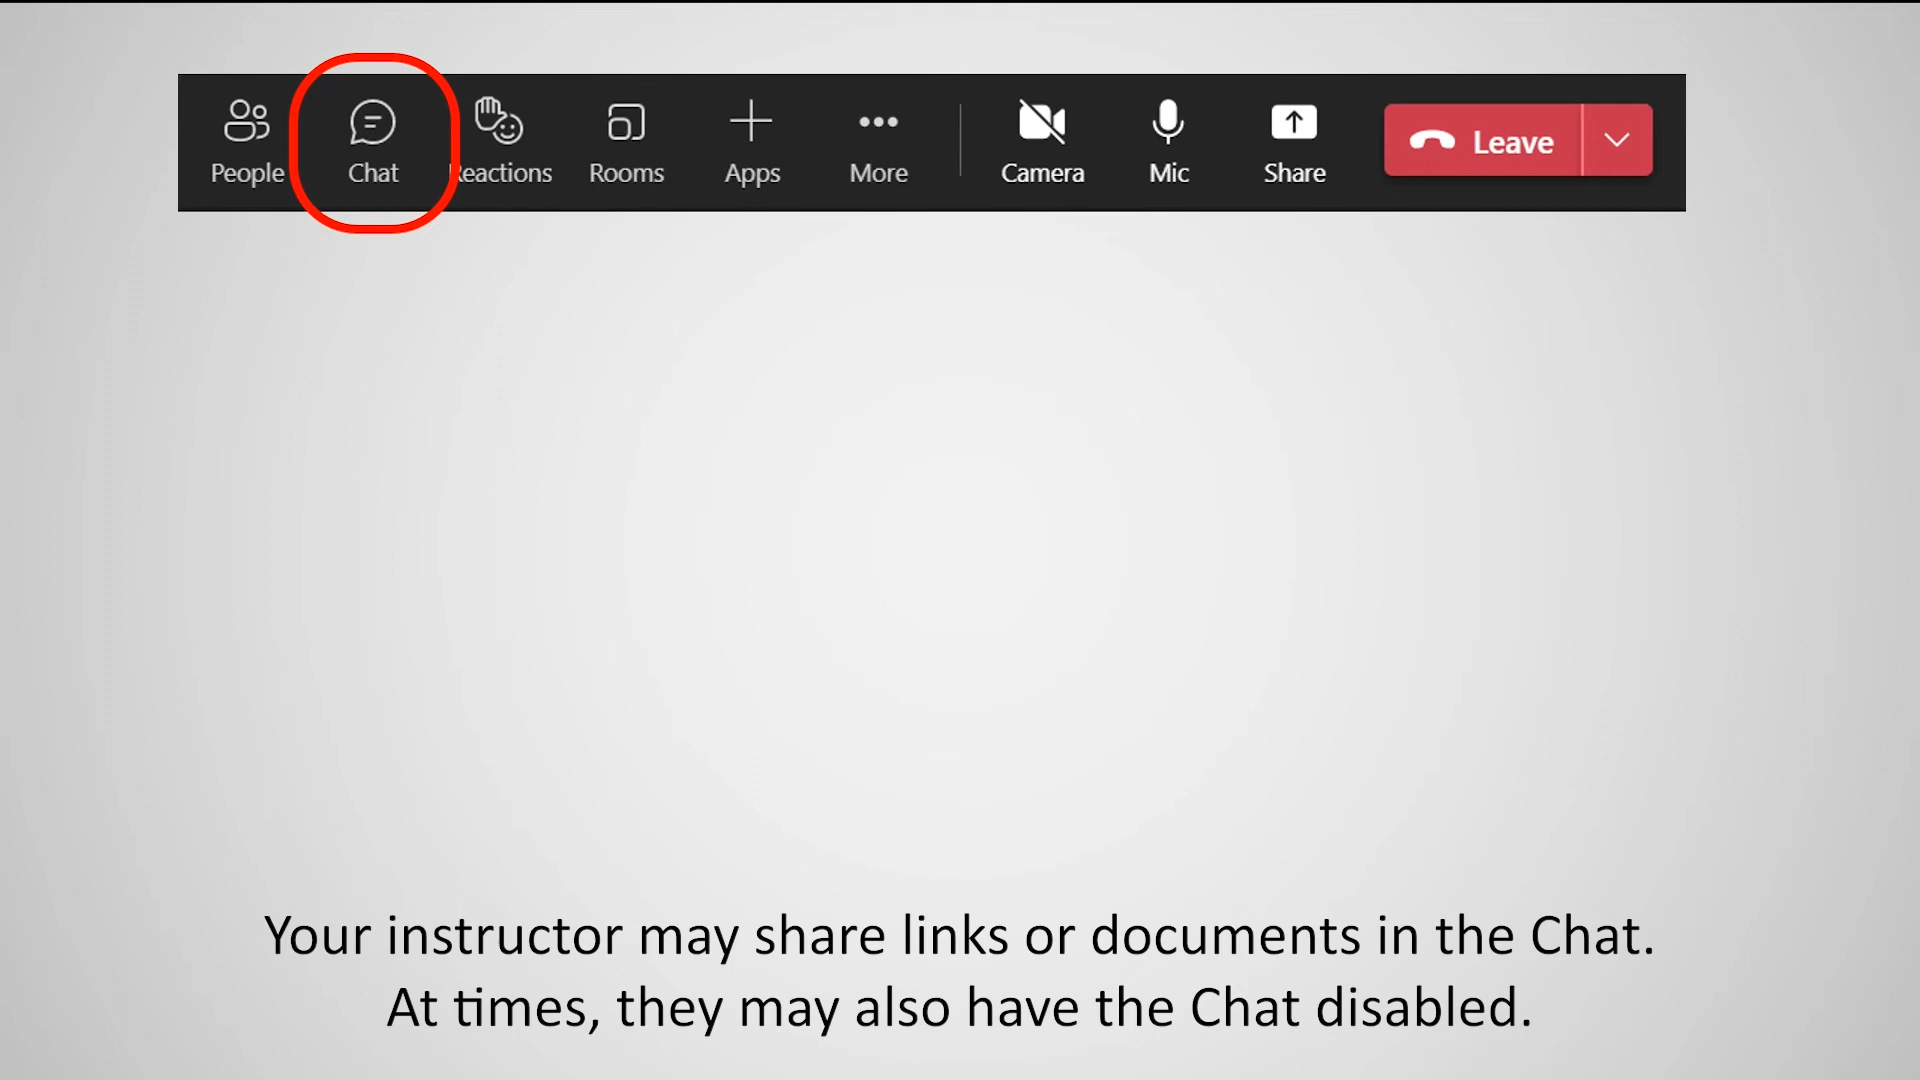 People Chat Reactions Rooms Apps More Camera Mic Share Leave
Your instructor may share links or documents in the Chat.
At times, they may also have the Chat disabled.